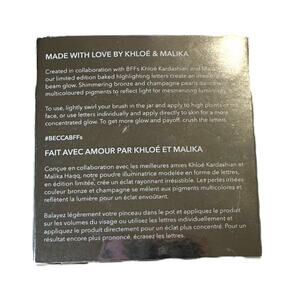 MADE WITH LOVE BY KHLOÉ & MALIKA
Created in collaboration with BFFs Khloé Kardashian and Malika
our limited edition baked highlighting letters create an
beam glow. Shimmering bronze and champagne pearls
multicoloured pigments to reflect light for mesmerizing
To use, lightly swirl your brush in the jar and apply to high points of
face, or use letters individually and apply directly to skin for a more
concentrated glow. To get more glow and payoff, crush the letters.
#BECCABFFs
FAIT AVEC AMOUR PAR KHLOÉ ET MALIKA
Conçue en collaboration avec les meilleures amies Khloé Kardashian et
Malika Haqq, notre poudre illuminatrice modelée en forme de lettres,
en édition limitée, crée un éclat rayonnant irrésistible. Les perles irisées
couleur bronze et champagne se mêlent aux pigments multicolores et
reflètent la lumière pour un éclat envoûtant.
Balayez légèrement votre pinceau dans le pot et appliquez le produit
sur les volumes du visage ou utilisez les lettres individuellement et
appliquez le produit directement pour un éclat plus concentré. Pour un
résultat encore plus prononcé, écrasez les lettres.